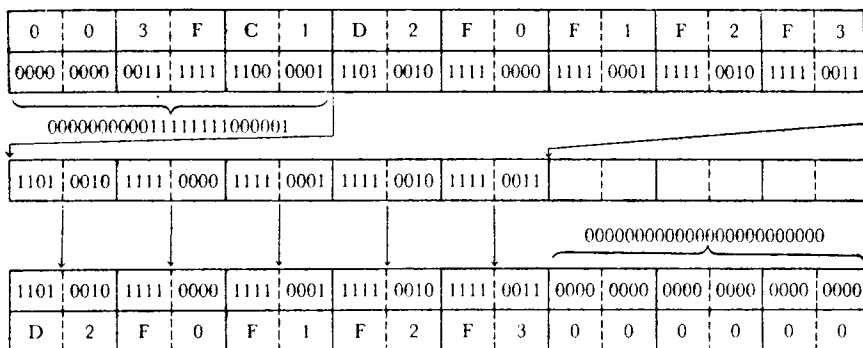 0 0 3 F C 1 D 2 F 0 F 1 F 2 F 3
0000 0000 0011 1111 1100 0001 1101 0010 1111 0000 1111 0001 1111 0010 1111 0011
000000000011111111000001
1101 0010 1111 0000 1111 0001 1111 0010 1111 0011
000000000000000000000000
1101 0010 1111 0000 1111 0001 1111 0010 1111 0011 0000 0000 0000 0000 0000 0000
D 2 F 0 F 1 F 2 F 3 0 0 0 0 0 0